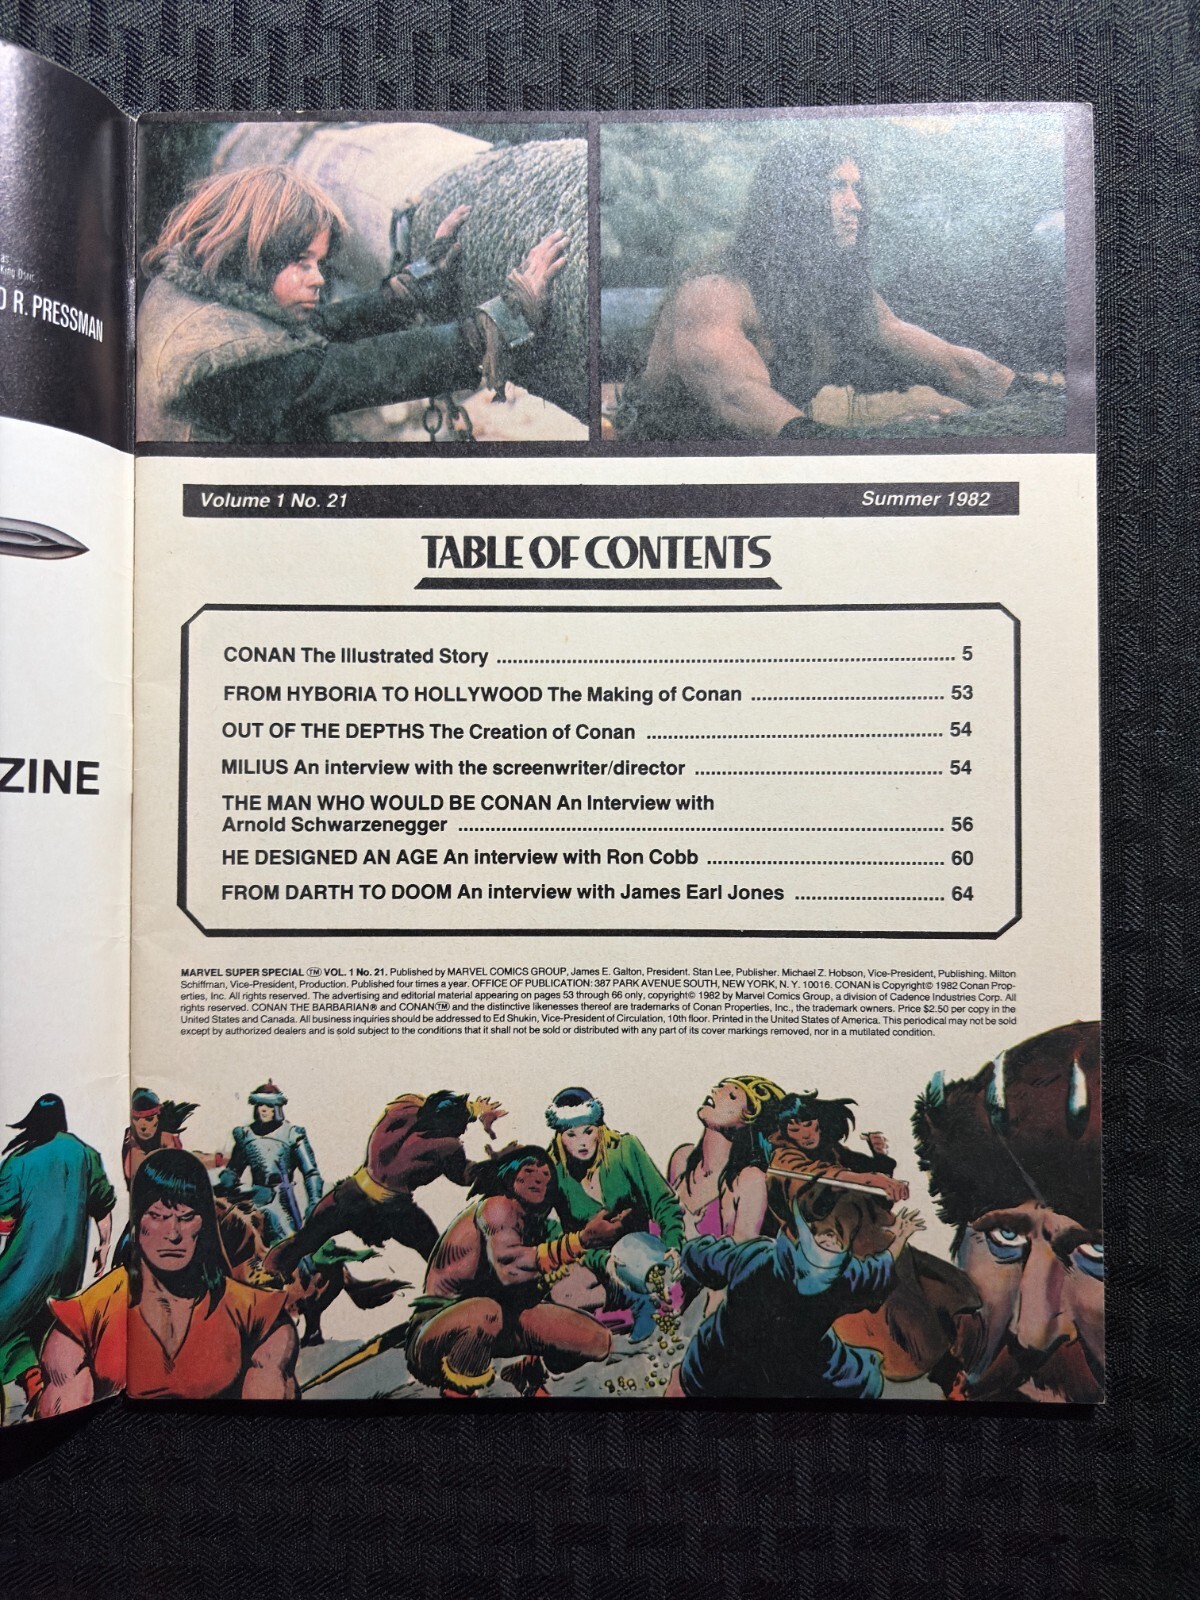 as
King Osric
D R. PRESSMAN
ZINE
Volume 1 No. 21 Summer 1982
TABLE OF CONTENTS
CONAN The Illustrated Story ........ 5
FROM HYBORIA TO HOLLYWOOD The Making of Conan ........ 53
OUT OF THE DEPTHS The Creation of Conan ........ 54
MILIUS An interview with the screenwriter/director ........ 54
THE MAN WHO WOULD BE CONAN An Interview with
Arnold Schwarzenegger ........ 56
HE DESIGNED AN AGE An interview with Ron Cobb ........ 60
FROM DARTH TO DOOM An interview with James Earl Jones ........ 64
MARVEL SUPER SPECIAL ™ VOL. 1 No. 21. Published by MARVEL COMICS GROUP, James E. Galton, President. Stan Lee, Publisher. Michael Z. Hobson, Vice-President, Publishing. Milton
Schiffman, Vice-President, Production. Published four times a year. OFFICE OF PUBLICATION: 387 PARK AVENUE SOUTH, NEW YORK, N. Y. 10016. CONAN is Copyright© 1982 Conan Prop-
erties, Inc. All rights reserved. The advertising and editorial material appearing on pages 53 through 66 only, copyright© 1982 by Marvel Comics Group, a division of Cadence Industries Corp. All
rights reserved. CONAN THE BARBARIAN® and CONAN™ and the distinctive likenesses thereof are trademarks of Conan Properties, Inc., the trademark owners. Price $2.50 per copy in the
United States and Canada. All business inquiries should be addressed to Ed Shukin, Vice-President of Circulation, 10th floor. Printed in the United States of America. This periodical may not be sold
except by authorized dealers and is sold subject to the conditions that it shall not be sold or distributed with any part of its cover markings removed, nor in a mutilated condition.